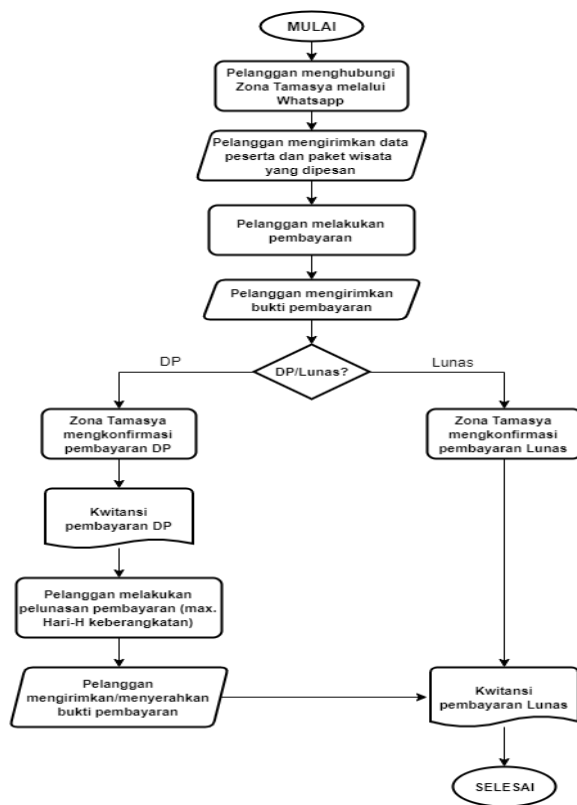 MULAI
Pelanggan menghubungi
Zona Tamasya melalui
Whatsapp
Pelanggan mengirimkan data
peserta dan paket wisata
yang dipesan
Pelanggan melakukan
pembayaran
Pelanggan mengirimkan
bukti pembayaran
DP/Lunas?
DP
Lunas
Zona Tamasya
mengkonfirmasi
pembayaran DP
Zona Tamasya
mengkonfirmasi
pembayaran Lunas
Kwitansi
pembayaran DP
Pelanggan melakukan
pelunasan pembayaran (max.
Hari-H keberangkatan)
Pelanggan
mengirimkan/menyerahkan
bukti pembayaran
Kwitansi
pembayaran Lunas
SELESAI